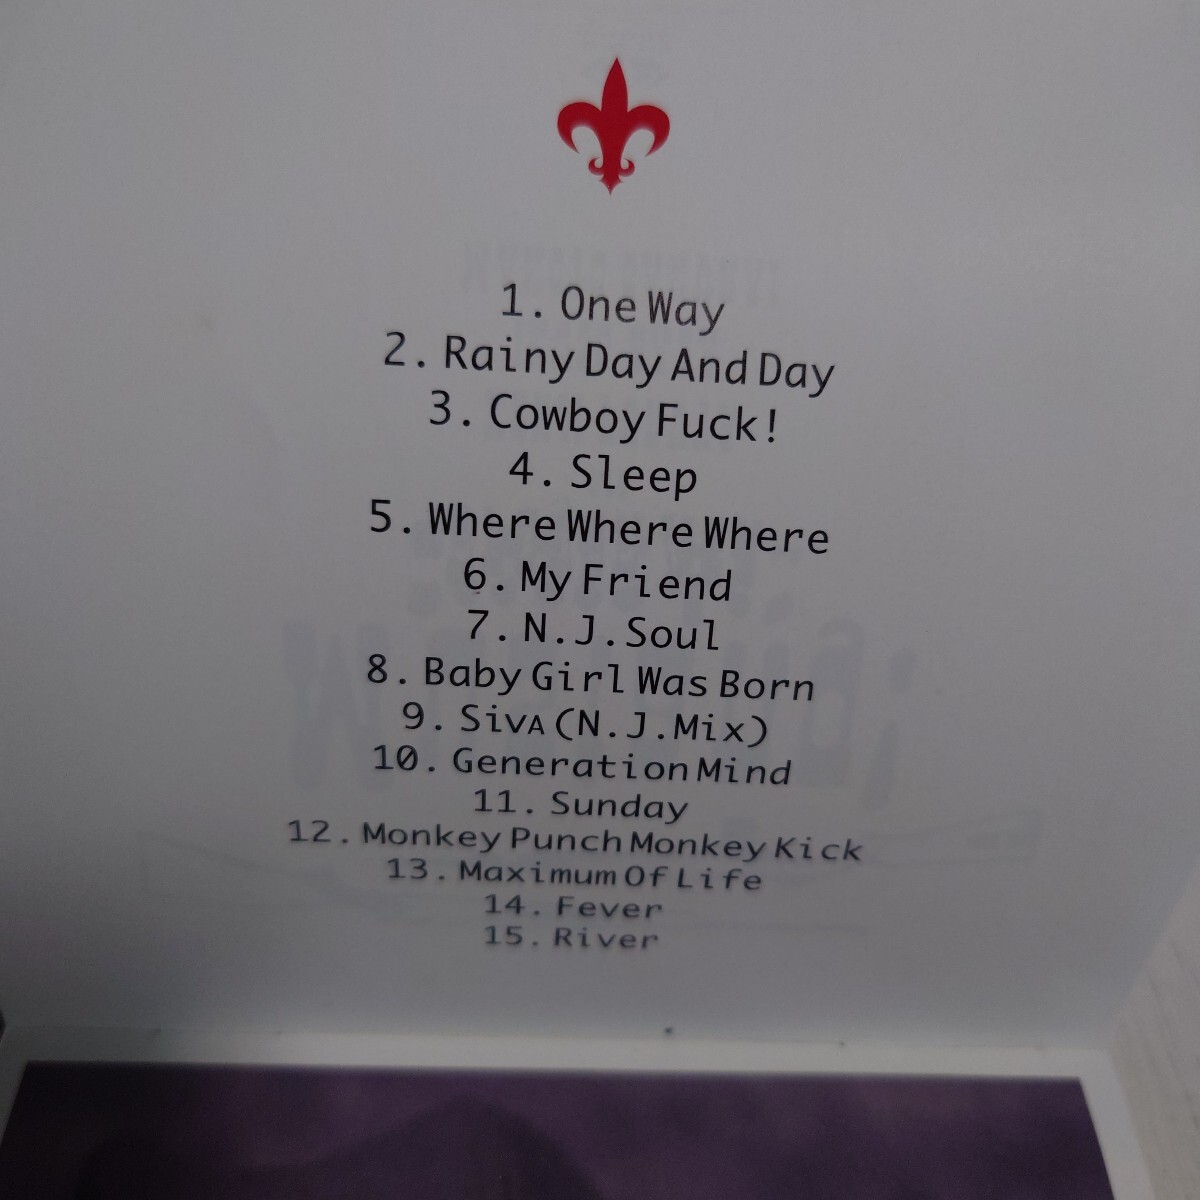 1. One Way
2. Rainy Day And Day
3. Cowboy Fuck!
4. Sleep
5. Where Where Where
6. My Friend
7. N.J.Soul
8. Baby Girl Was Born
9. SivA (N.J.Mix)
10. Generation Mind
11. Sunday
12. Monkey Punch Monkey Kick
13. Maximum Of Life
14. Fever
15. River